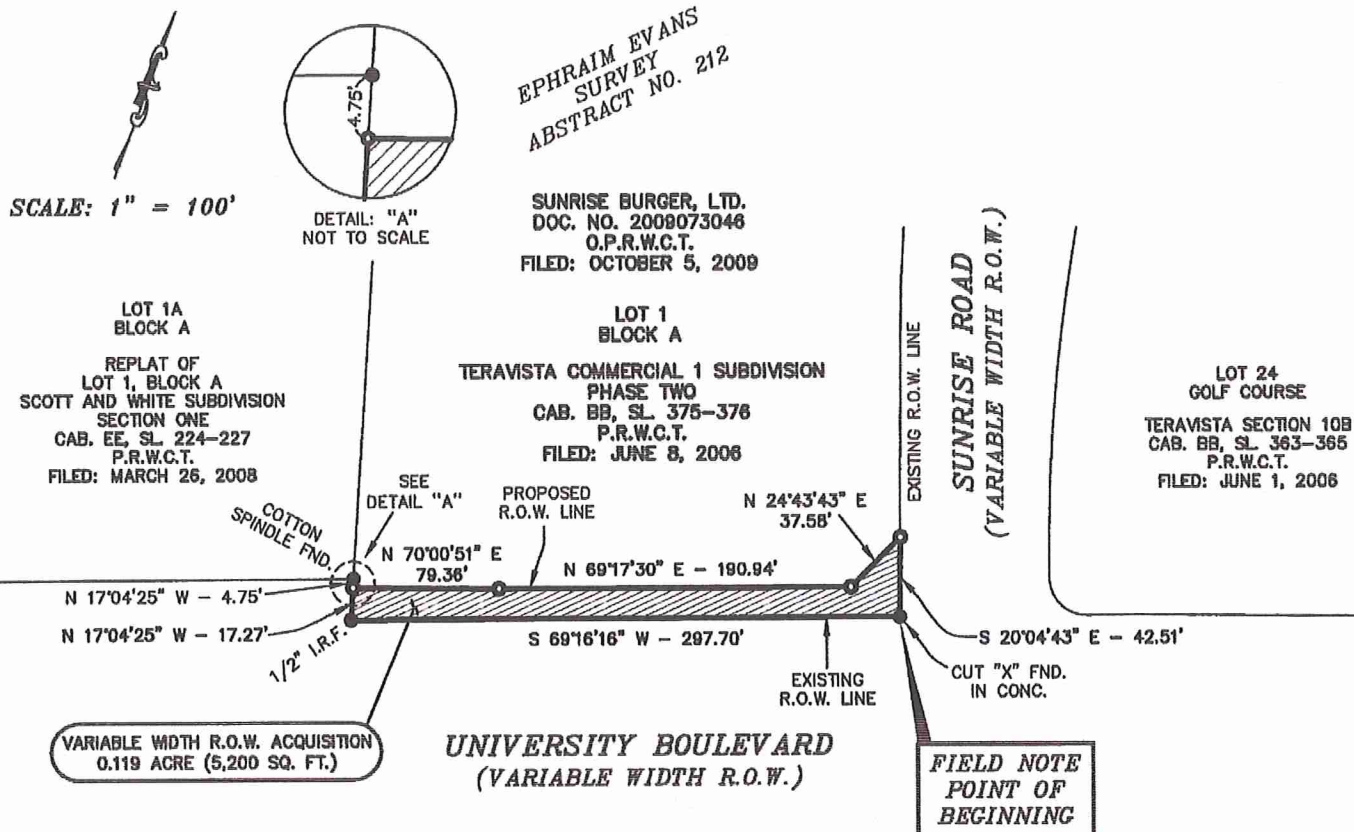 EPHRAIM EVANS
SURVEY
ABSTRACT NO. 212
SCALE: 1" = 100'
4.75'
DETAIL: "A"
NOT TO SCALE
SUNRISE BURGER, LTD.
DOC. NO. 2009073046
O.P.R.W.C.T.
FILED: OCTOBER 5, 2009
LOT 1A
BLOCK A
REPLAT OF
LOT 1, BLOCK A
SCOTT AND WHITE SUBDIVISION
SECTION ONE
CAB. EE, SL. 224-227
P.R.W.C.T.
FILED: MARCH 26, 2008
LOT 1
BLOCK A
TERAVISTA COMMERCIAL 1 SUBDIVISION
PHASE TWO
CAB. BB, SL. 375-376
P.R.W.C.T.
FILED: JUNE 8, 2006
EXISTING R.O.W. LINE
SUNRISE ROAD
(VARIABLE WIDTH R.O.W.)
LOT 24
GOLF COURSE
TERAVISTA SECTION 10B
CAB. BB, SL. 363-365
P.R.W.C.T.
FILED: JUNE 1, 2006
COTTON
SPINDLE FND.
SEE
DETAIL "A"
PROPOSED
R.O.W. LINE
N 24°43'43" E
37.58'
N 70°00'51" E
79.36'
N 69°17'30" E - 190.94'
N 17°04'25" W - 4.75'
N 17°04'25" W - 17.27'
1/2" I.R.F.
S 69°16'16" W - 297.70'
S 20°04'43" E - 42.51'
EXISTING
R.O.W. LINE
CUT "X" FND.
IN CONC.
VARIABLE WIDTH R.O.W. ACQUISITION
0.119 ACRE (5,200 SQ. FT.)
UNIVERSITY BOULEVARD
(VARIABLE WIDTH R.O.W.)
FIELD NOTE
POINT OF
BEGINNING